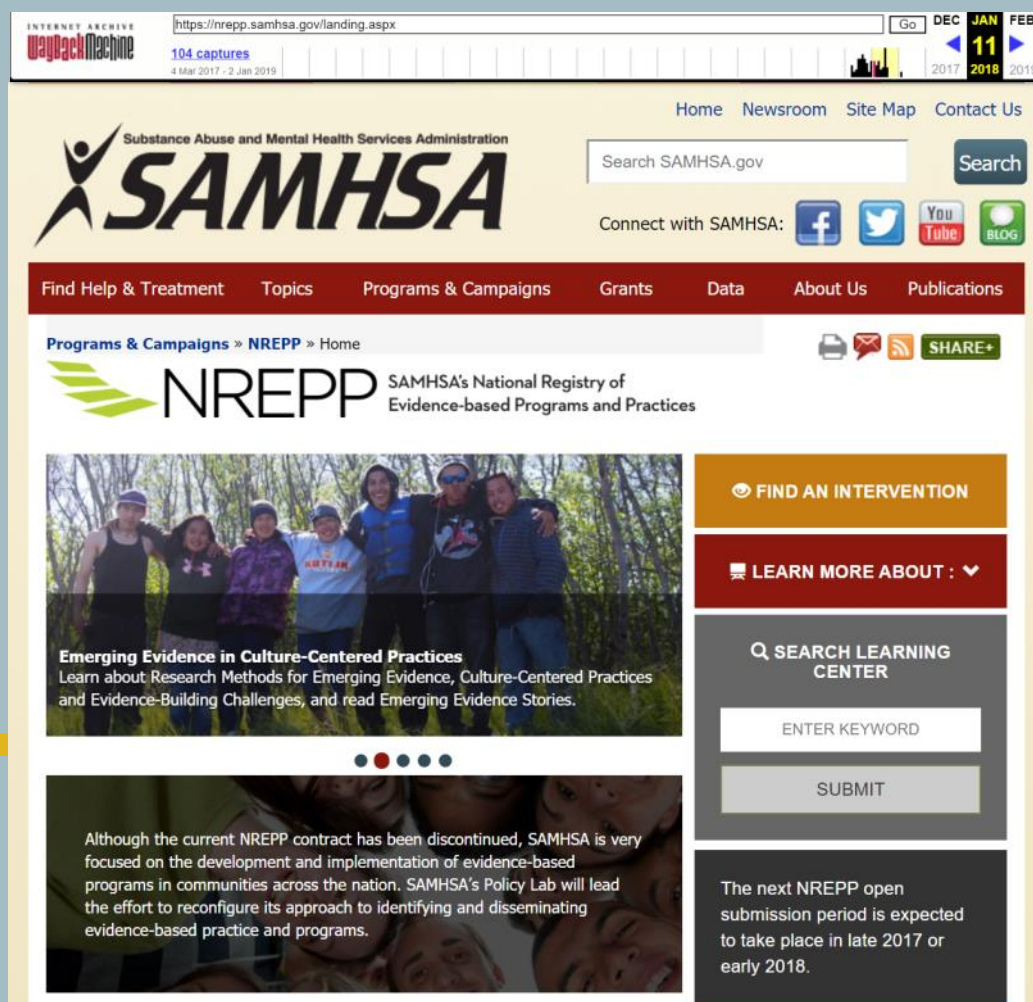 INTERNET ARCHIVE
WayBackMachine
https://nrepp.samhsa.gov/landing.aspx
Go
DEC JAN FEB
104 captures
11
4 Mar 2017 - 2 Jan 2019
2017 2018 2019
Home Newsroom Site Map Contact Us
Substance Abuse and Mental Health Services Administration
SAMHSA
Search SAMHSA.gov
Search
Connect with SAMHSA:
You Tube
BLOG
Find Help & Treatment Topics Programs & Campaigns Grants Data About Us Publications
Programs & Campaigns » NREPP » Home
SHARE+
NREPP
SAMHSA's National Registry of
Evidence-based Programs and Practices
Emerging Evidence in Culture-Centered Practices
Learn about Research Methods for Emerging Evidence, Culture-Centered Practices
and Evidence-Building Challenges, and read Emerging Evidence Stories.
FIND AN INTERVENTION
LEARN MORE ABOUT :
SEARCH LEARNING
CENTER
ENTER KEYWORD
SUBMIT
Although the current NREPP contract has been discontinued, SAMHSA is very
focused on the development and implementation of evidence-based
programs in communities across the nation. SAMHSA's Policy Lab will lead
the effort to reconfigure its approach to identifying and disseminating
evidence-based practice and programs.
The next NREPP open
submission period is expected
to take place in late 2017 or
early 2018.